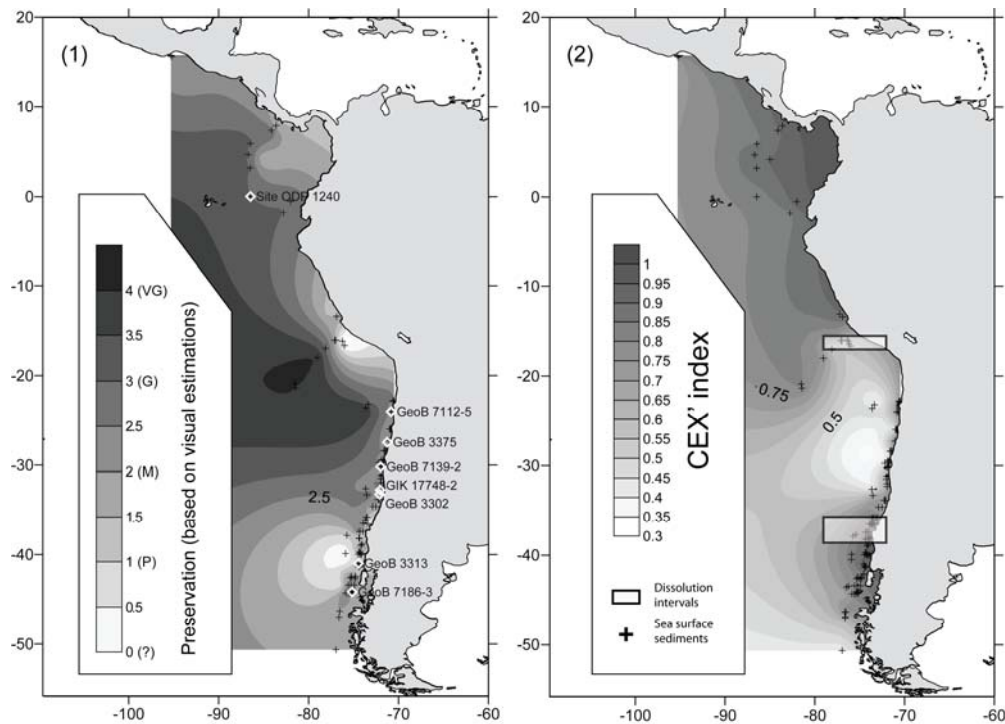 (1)
20
10
0
-10
-20
-30
-40
-50
-100
-90
-80
-70
-60
Site ODP 1240
GeoB 7112-5
GeoB 3375
GeoB 7139-2
GIK 17748-2
GeoB 3302
GeoB 3313
GeoB 7186-3
2.5
4 (VG)
3.5
3 (G)
2.5
2 (M)
1.5
1 (P)
0.5
0 (?)
Preservation (based on visual estimations)
(2)
20
10
0
-10
-20
-30
-40
-50
-100
-90
-80
-70
-60
0.75
0.5
1
0.95
0.9
0.85
0.8
0.75
0.7
0.65
0.6
0.55
0.5
0.45
0.4
0.35
0.3
CEX' index
Dissolution
intervals
Sea surface
sediments